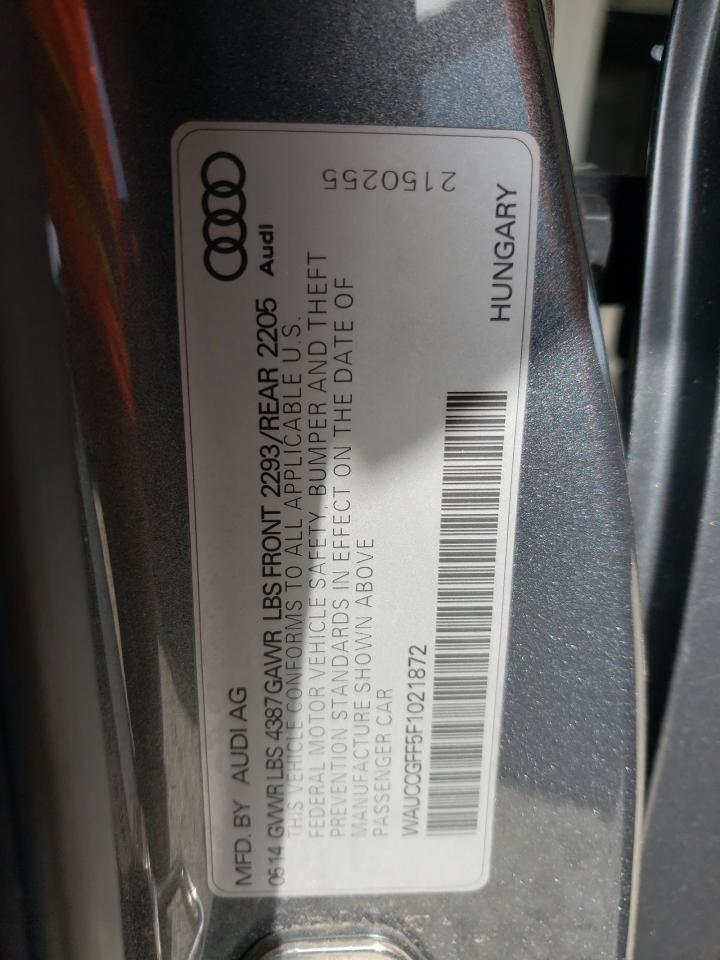 MFD. BY AUDI AG
Audi
0514 GVWR LBS 4387 GAWR LBS FRONT 2293/REAR 2205
THIS VEHICLE CONFORMS TO ALL APPLICABLE U.S.
FEDERAL MOTOR VEHICLE SAFETY, BUMPER AND THEFT
PREVENTION STANDARDS IN EFFECT ON THE DATE OF
MANUFACTURE SHOWN ABOVE
PASSENGER CAR
2150255
WAUCCGFF5F1021872
HUNGARY